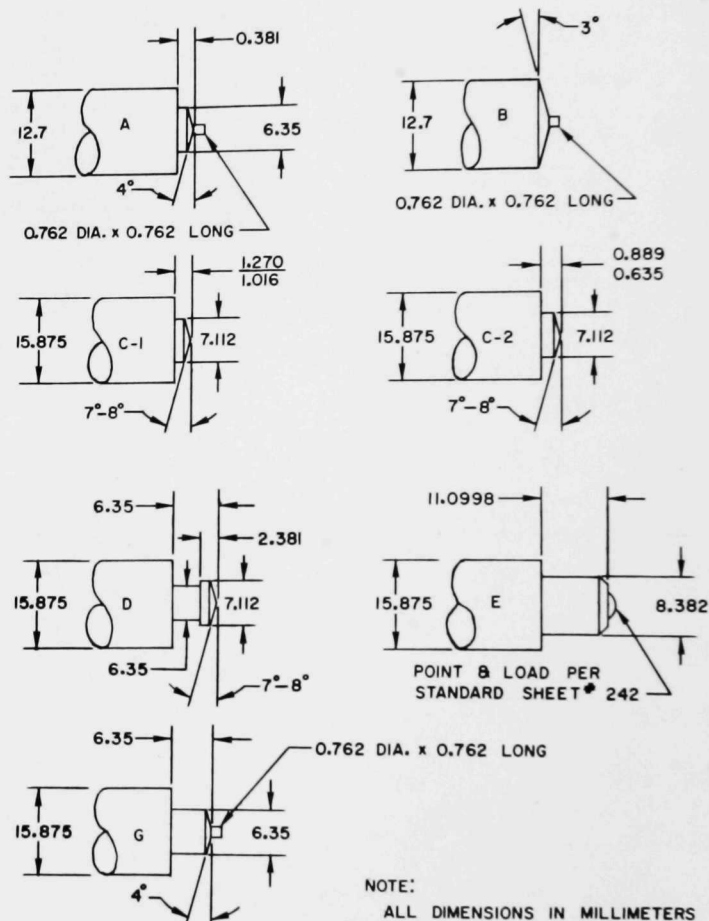 0.381
12.7
A
6.35
4°
0.762 DIA. x 0.762 LONG
3°
12.7
B
0.762 DIA. x 0.762 LONG
1.270
1.016
15.875
C-1
7.112
7°-8°
0.889
0.635
15.875
C-2
7.112
7°-8°
6.35
2.381
15.875
D
7.112
6.35
7°-8°
11.0998
15.875
E
8.382
POINT & LOAD PER
STANDARD SHEET # 242
6.35
0.762 DIA. x 0.762 LONG
15.875
G
6.35
4°
NOTE:
ALL DIMENSIONS IN MILLIMETERS